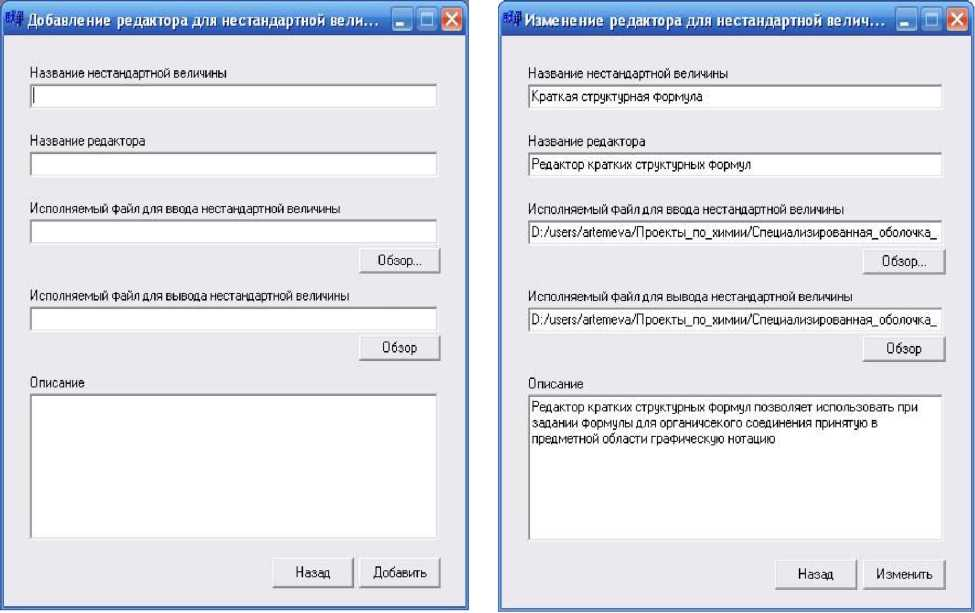 Добавление редактора для нестандартной вели...
Название нестандартной величины
Название редактора
Исполняемый файл для ввода нестандартной величины
Обзор...
Исполняемый файл для вывода нестандартной величины
Обзор
Описание
Назад
Добавить
Изменение редактора для нестандартной велич...
Название нестандартной величины
Краткая структурная формула
Название редактора
Редактор кратких структурных формул
Исполняемый файл для ввода нестандартной величины
D:/users/artemeva/Проекты_по_химии/Специализированная_оболочка_
Обзор...
Исполняемый файл для вывода нестандартной величины
D:/users/artemeva/Проекты_по_химии/Специализированная_оболочка_
Обзор
Описание
Редактор кратких структурных формул позволяет использовать при
задании формулы для органичсекого соединения принятую в
предметной области графическую нотацию
Назад
Изменить